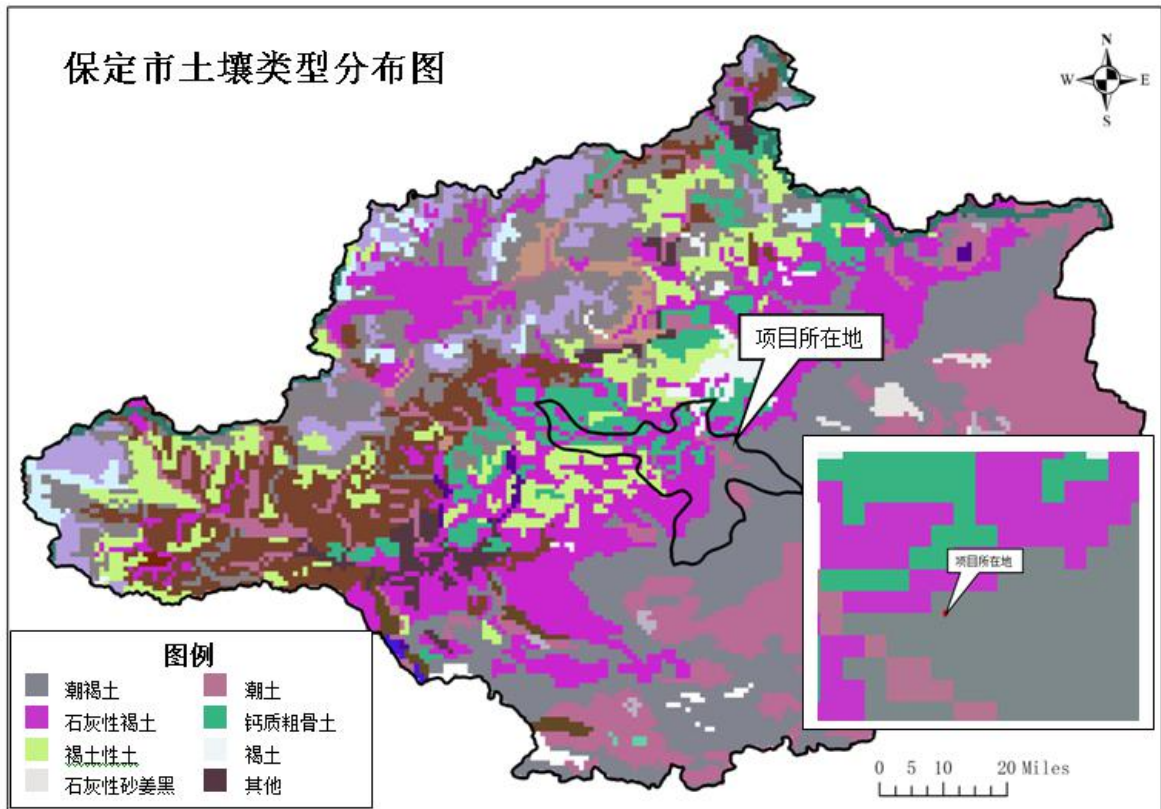 保定市土壤类型分布图
N
W
E
S
项目所在地
项目所在地
图例
潮褐土
潮土
石灰性褐土
钙质粗骨土
褐土性土
褐土
石灰性砂姜黑
其他
0 5 10 20 Miles